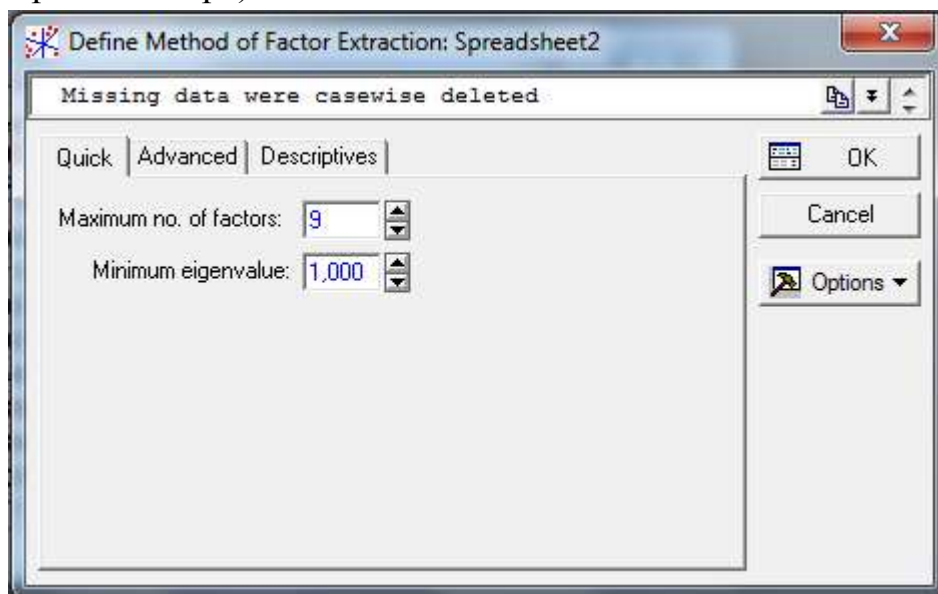 Define Method of Factor Extraction: Spreadsheet2
Missing data were casewise deleted
Quick Advanced Descriptives
OK
Maximum no. of factors: 9
Cancel
Minimum eigenvalue: 1,000
Options